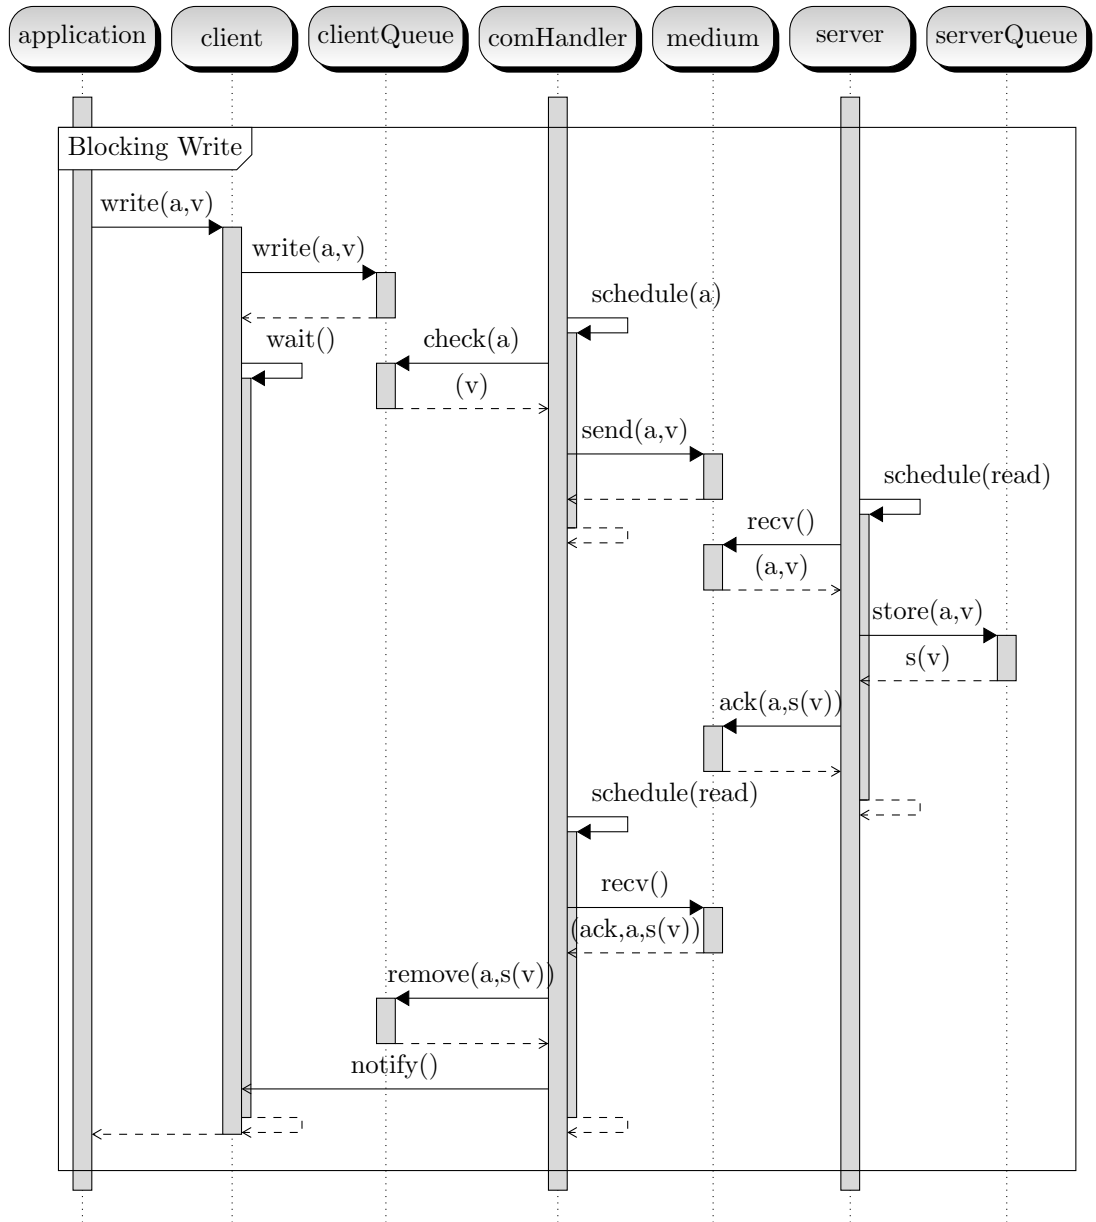 application
client
clientQueue
comHandler
medium
server
serverQueue
Blocking Write
write(a,v)
write(a,v)
schedule(a)
wait()
check(a)
(v)
send(a,v)
schedule(read)
recv()
(a,v)
store(a,v)
s(v)
ack(a,s(v))
schedule(read)
recv()
(ack,a,s(v))
remove(a,s(v))
notify()